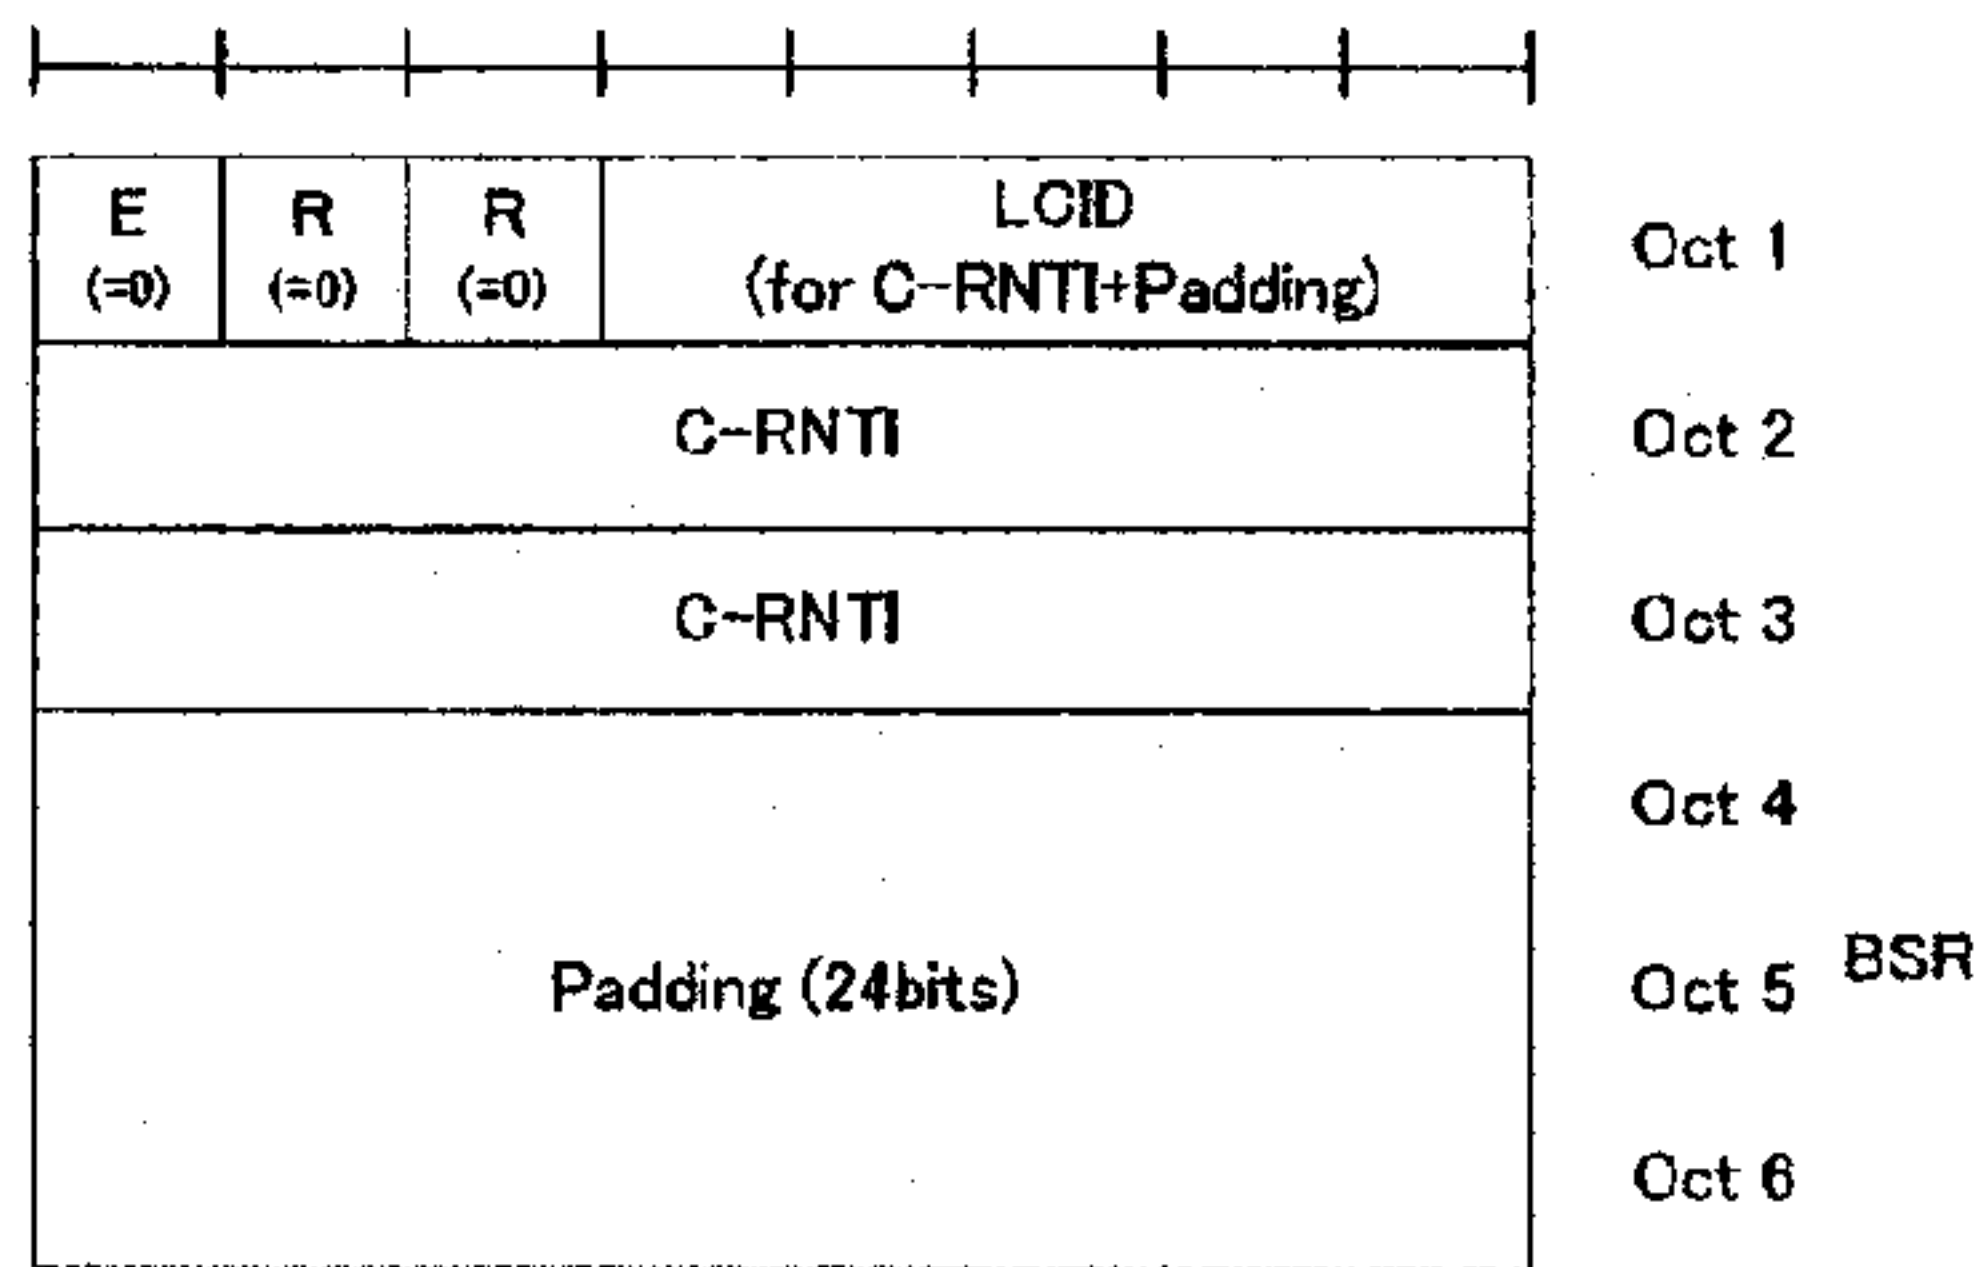 E R R LCID
(=0) (=0) (=0) (for C-RNTI+Padding)
Oct 1
C-RNTI
Oct 2
C-RNTI
Oct 3
Oct 4
Padding (24bits)
Oct 5
BSR
Oct 6